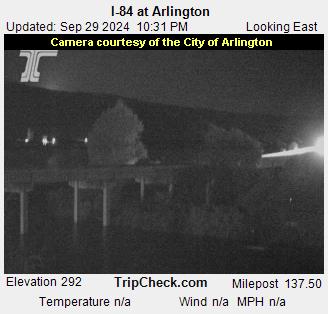 I-84 at Arlington
Updated: Sep 29 2024 10:31 PM Looking East
Camera courtesy of the City of Arlington
Elevation 292 TripCheck.com Milepost 137.50
Temperature n/a Wind n/a MPH n/a